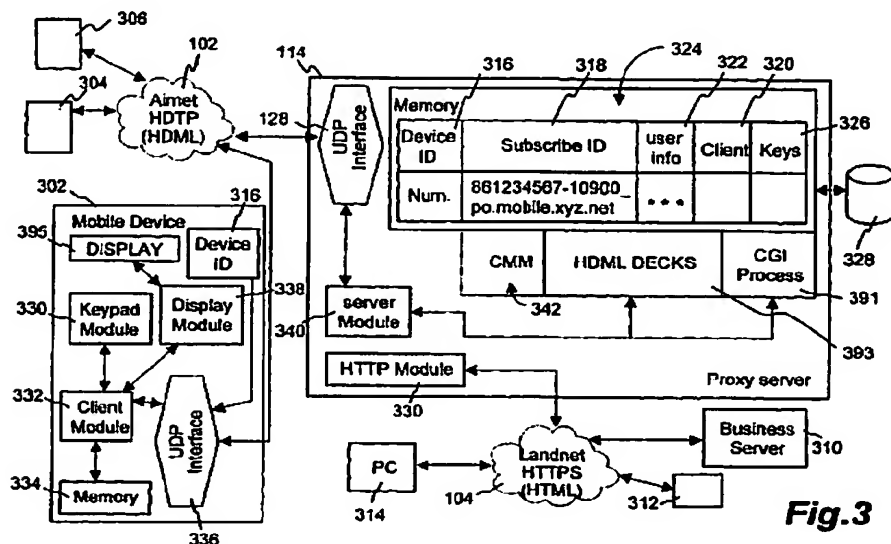 306
102
304
Airnet
HDTP
(HDML)
114
128
UDP
Interface
316
318
324
322
320
326
Memory
Device
ID
Subscribe ID
user
info
Client
Keys
Num.
861234567-10900_
po.mobile.xyz.net
...
328
CMM
HDML DECKS
CGI
Process
342
391
393
server
Module
340
HTTP Module
330
Proxy server
302
Mobile Device
316
395
DISPLAY
Device
ID
330
Keypad
Module
Display
Module
338
332
Client
Module
UDP
Interface
334
Memory
336
PC
314
Landnet
HTTPS
(HTML)
104
Business
Server
310
312
Fig.3